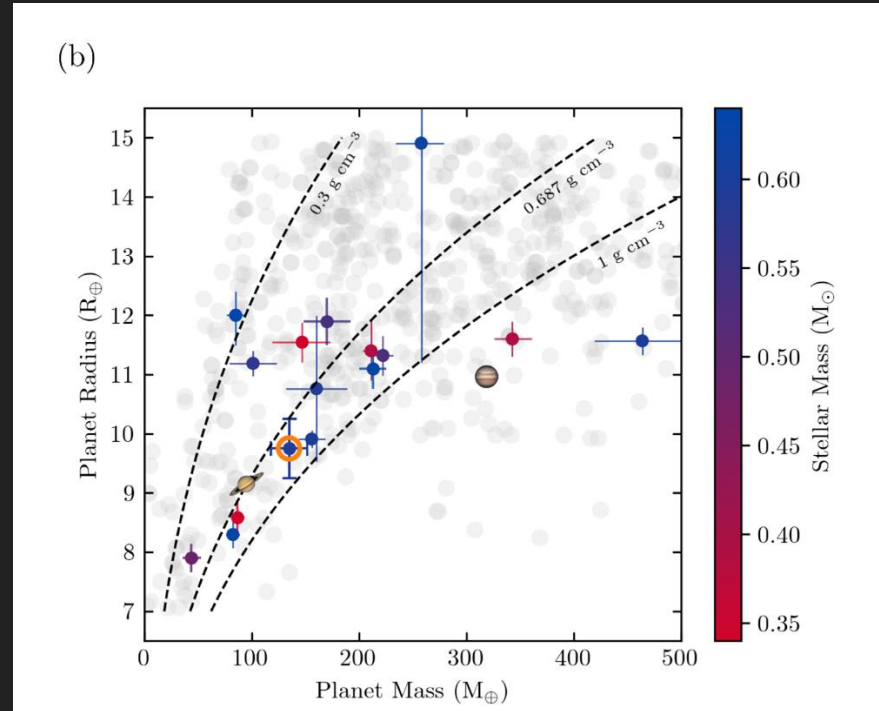 (b)
15
14
13
12
11
10
9
8
7
Planet Radius (R⊕)
0.3 g cm⁻³
0.687 g cm⁻³
1 g cm⁻³
0 100 200 300 400 500
Planet Mass (M⊕)
0.60
0.55
0.50
0.45
0.40
0.35
Stellar Mass (M⊙)